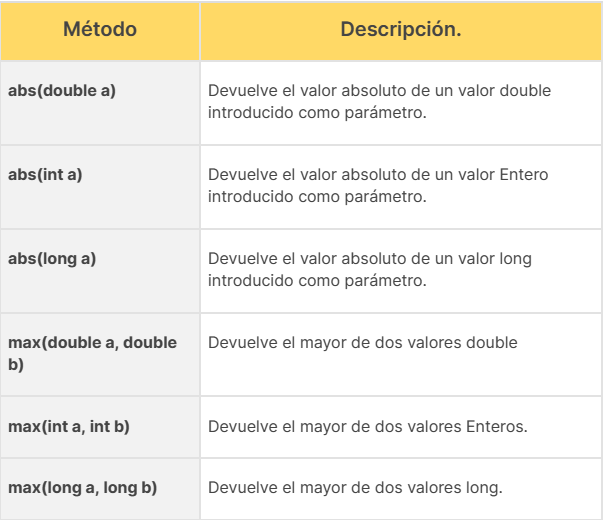 Método
Descripción.
abs(double a)
Devuelve el valor absoluto de un valor double
introducido como parámetro.
abs(int a)
Devuelve el valor absoluto de un valor Entero
introducido como parámetro.
abs(long a)
Devuelve el valor absoluto de un valor long
introducido como parámetro.
max(double a, double
b)
Devuelve el mayor de dos valores double
max(int a, int b)
Devuelve el mayor de dos valores Enteros.
max(long a, long b)
Devuelve el mayor de dos valores long.